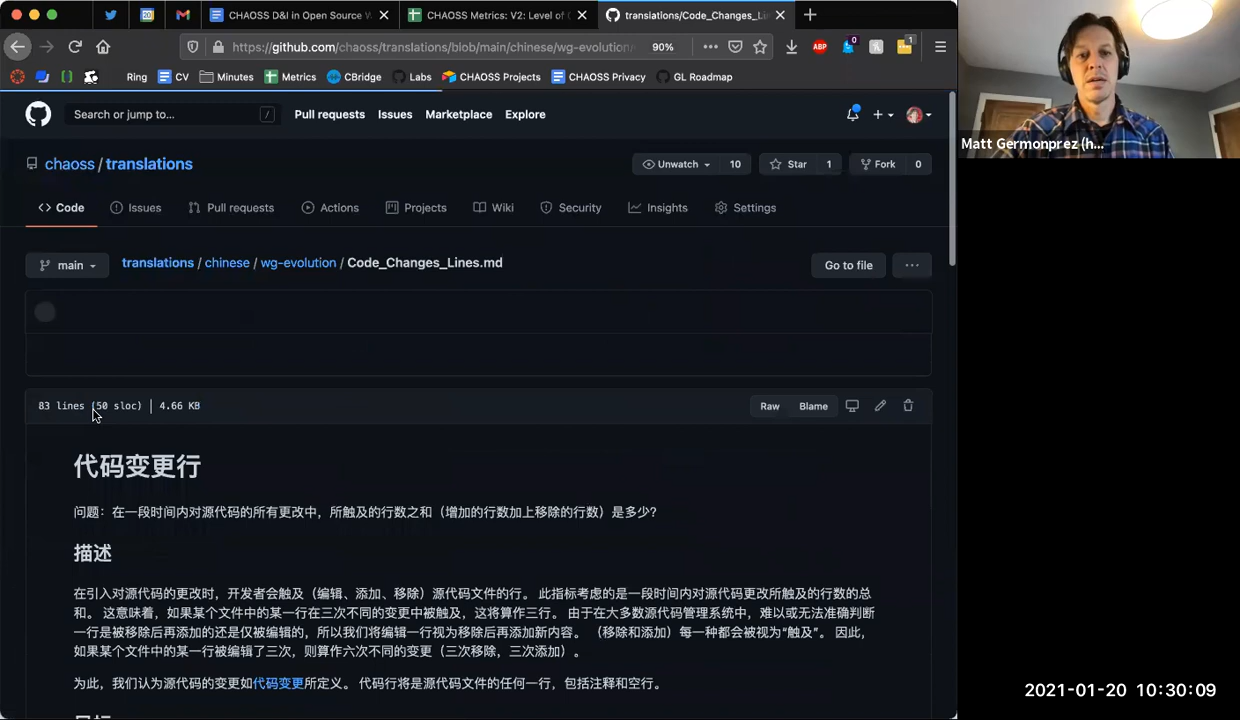 CHAOSS D&I in Open Source
CHAOSS Metrics: V2: Level of
translations/Code_Changes_Li
https://github.com/chaoss/translations/blob/main/chinese/wg-evolution
90%
ABP
0
1
Ring
CV
Minutes
Metrics
CBridge
Labs
CHAOSS Projects
CHAOSS Privacy
GL Roadmap
Search or jump to...
/
Pull requests
Issues
Marketplace
Explore
chaoss / translations
Unwatch
10
Star
1
Fork
0
Code
Issues
Pull requests
Actions
Projects
Wiki
Security
Insights
Settings
main
translations / chinese / wg-evolution / Code_Changes_Lines.md
Go to file
83 lines (50 sloc) | 4.66 KB
Raw
Blame
代码变更行
问题：在一段时间内对源代码的所有更改中，所触及的行数之和（增加的行数加上移除的行数）是多少?
描述
在引入对源代码的更改时，开发者会触及（编辑、添加、移除）源代码文件的行。 此指标考虑的是一段时间内对源代码更改所触及的行数的总
和。 这意味着，如果某个文件中的某一行在三次不同的变更中被触及，这将算作三行。 由于在大多数源代码管理系统中，难以或无法准确判断
一行是被移除后再添加的还是仅被编辑的，所以我们将编辑一行视为移除后再添加新内容。 （移除和添加）每一种都会被视为“触及”。 因此，
如果某个文件中的某一行被编辑了三次，则算作六次不同的变更（三次移除，三次添加）。
为此，我们认为源代码的变更如代码变更所定义。 代码行将是源代码文件的任何一行，包括注释和空行。
Matt Germonprez (h...
2021-01-20 10:30:09